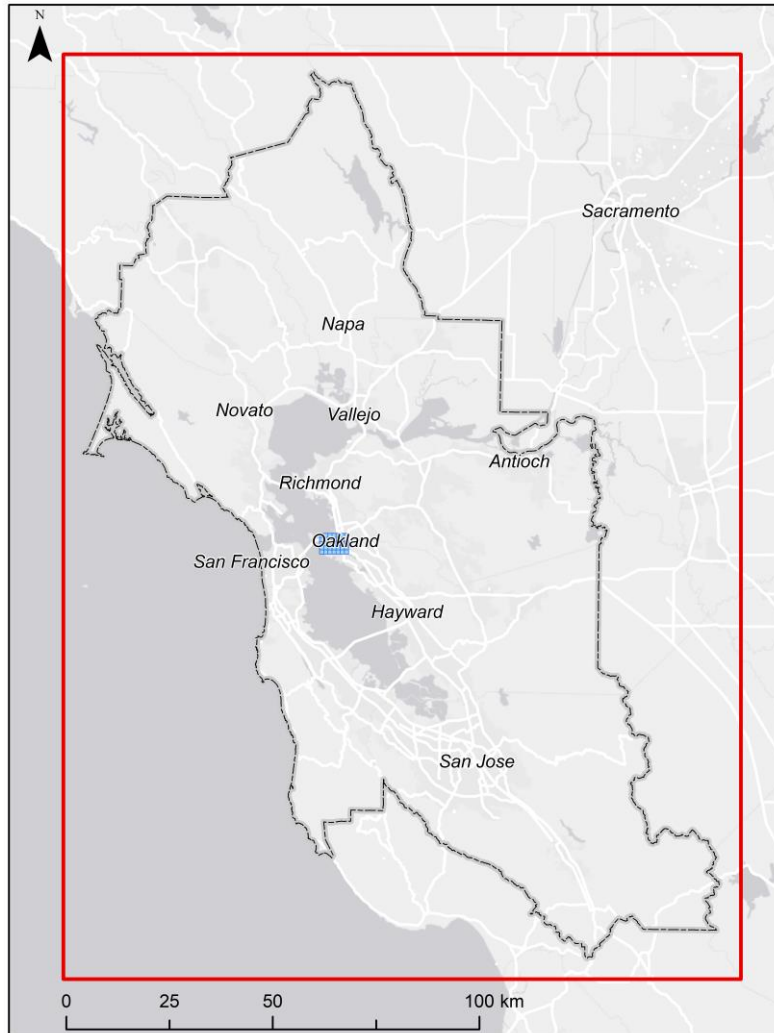 N
Sacramento
Napa
Novato
Vallejo
Antioch
Richmond
Oakland
San Francisco
Hayward
San Jose
0 25 50 100 km